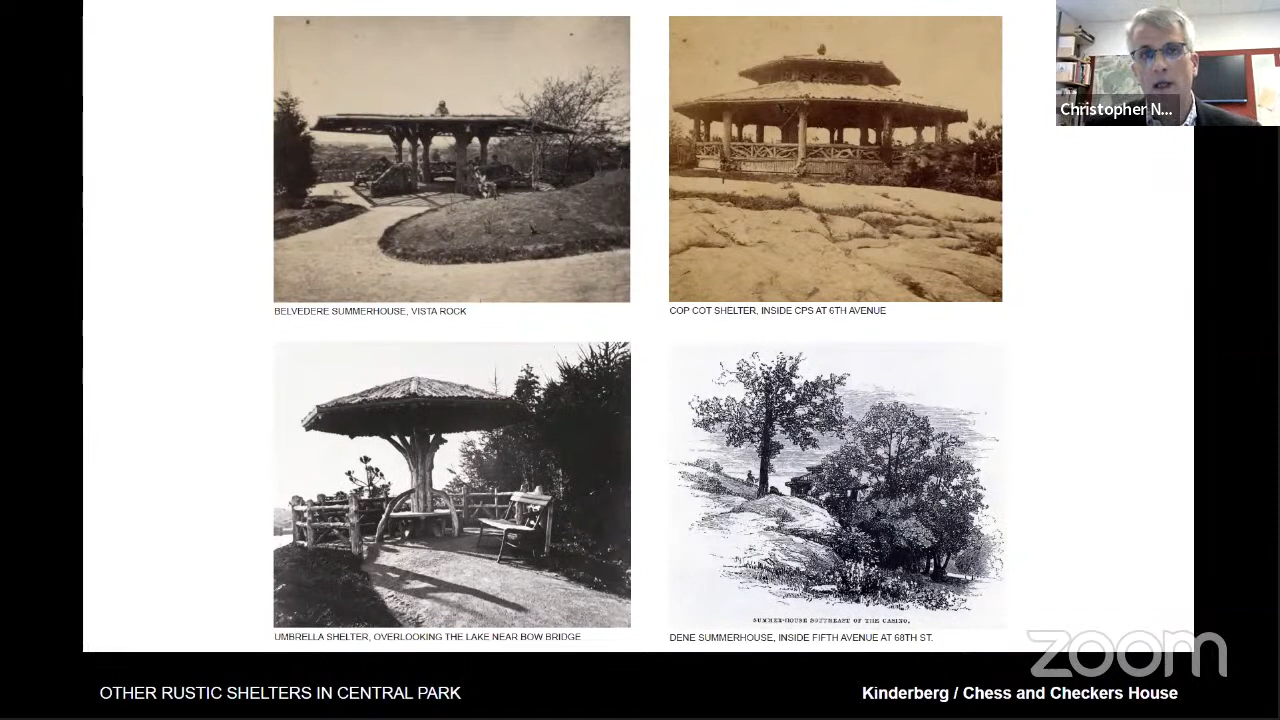 Christopher N...
BELVEDERE SUMMERHOUSE, VISTA ROCK
COP COT SHELTER, INSIDE CPS AT 6TH AVENUE
UMBRELLA SHELTER, OVERLOOKING THE LAKE NEAR BOW BRIDGE
SUMMER-HOUSE SOUTHEAST OF THE CASINO.
DENE SUMMERHOUSE, INSIDE FIFTH AVENUE AT 68TH ST.
zoom
OTHER RUSTIC SHELTERS IN CENTRAL PARK
Kinderberg / Chess and Checkers House